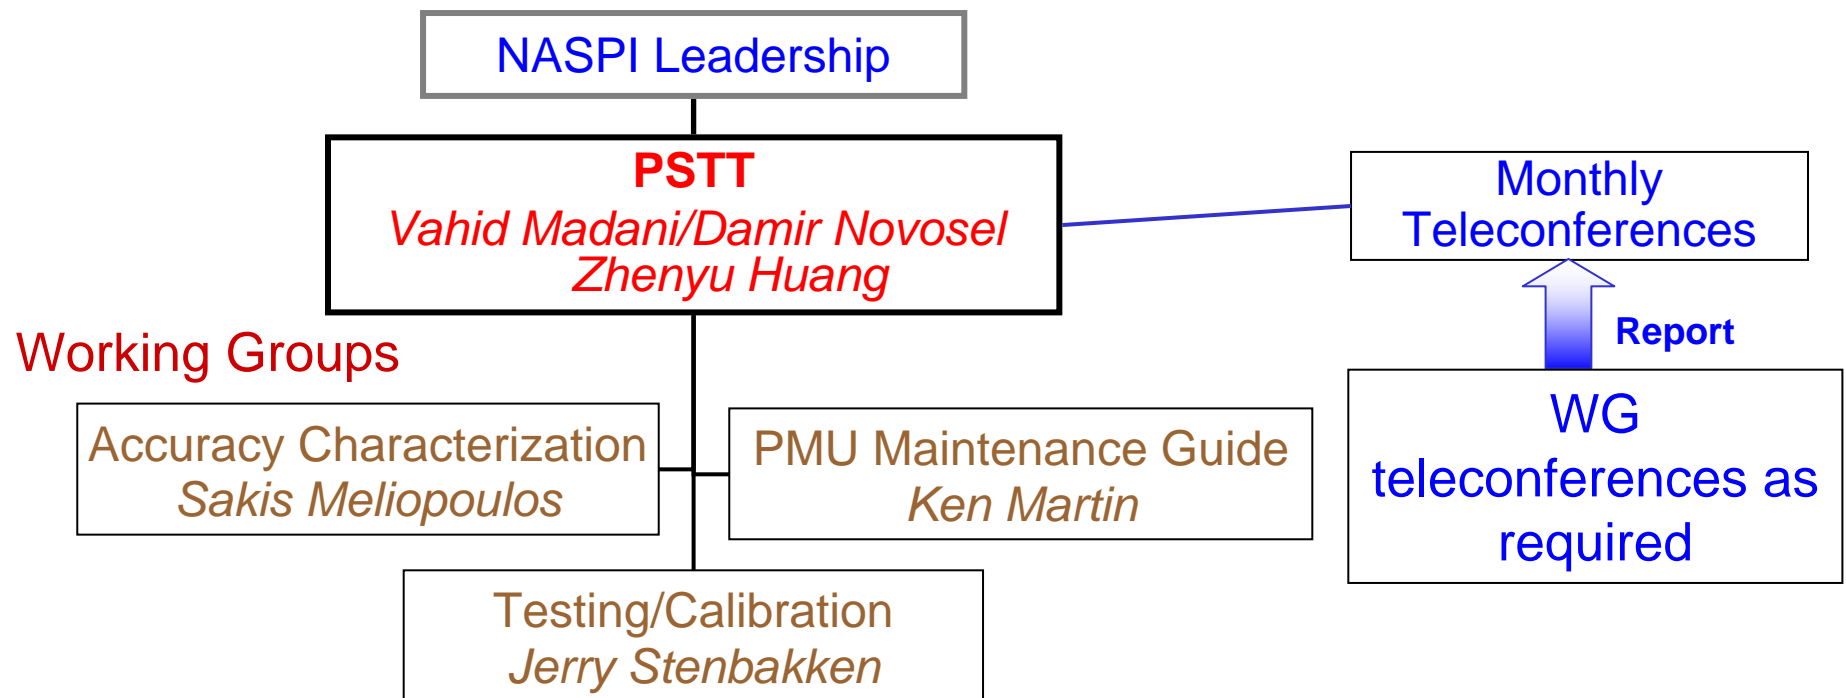 NASPI Leadership
PSTT
Vahid Madani/Damir Novosel
Zhenyu Huang
Monthly
Teleconferences
Report
Working Groups
Accuracy Characterization
Sakis Meliopoulos
PMU Maintenance Guide
Ken Martin
WG
teleconferences as
required
Testing/Calibration
Jerry Stenbakken